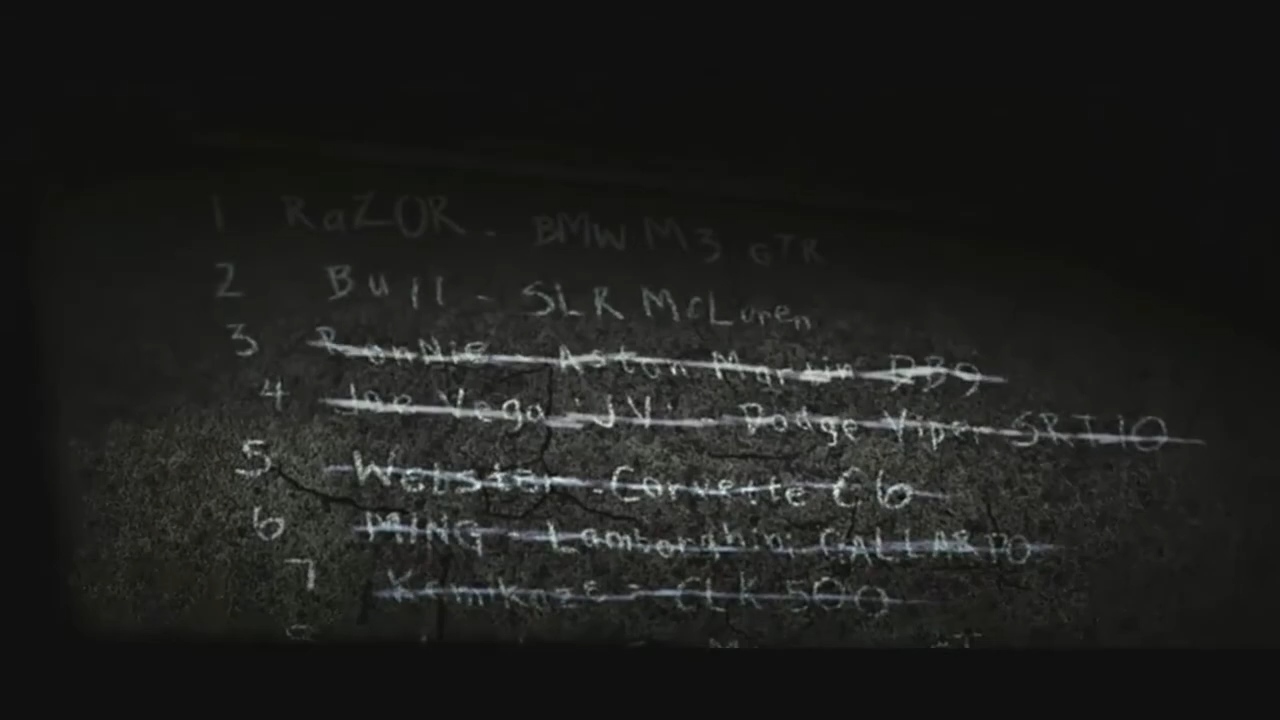 1 RaZOR - BMW M3 GTR
2 Bull - SLR McLaren
3 RonNie - Aston Martin DB9
4 Joe Vega 'JV' - Dodge Viper SRT10
5 Webster - Corvette C6
6 MING - Lamborghini GALLARDO
7 Kamikaze - CLK 500